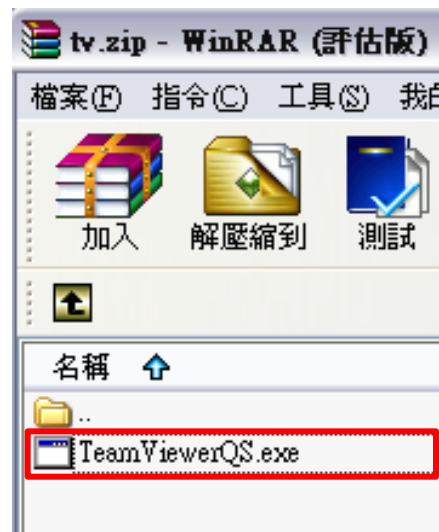 tv.zip - WinRAR (評估版)
檔案(F) 指令(C) 工具(S)
加入 解壓縮到 測試
名稱
..
TeamViewerQS.exe